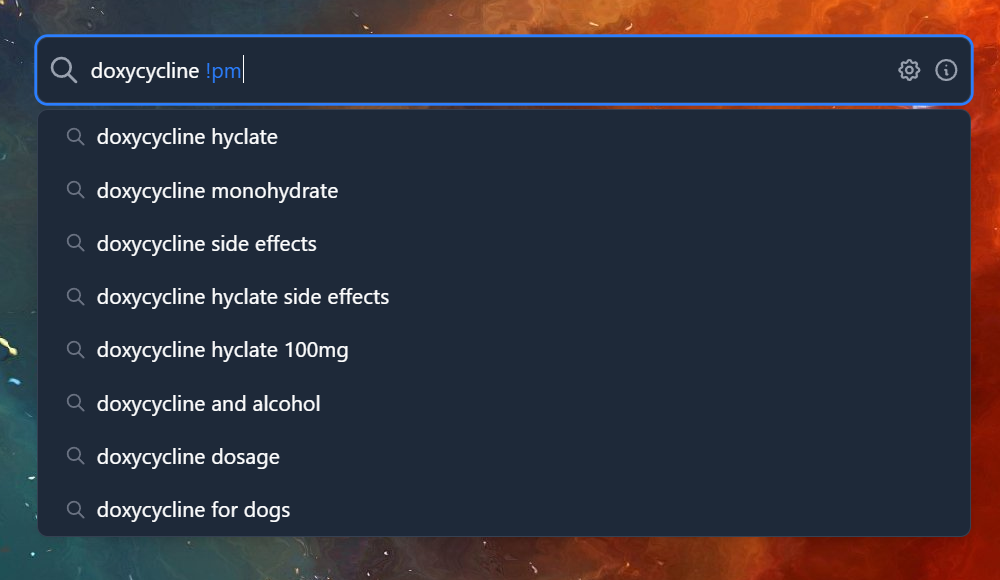 doxycycline !pm
doxycycline hyclate
doxycycline monohydrate
doxycycline side effects
doxycycline hyclate side effects
doxycycline hyclate 100mg
doxycycline and alcohol
doxycycline dosage
doxycycline for dogs